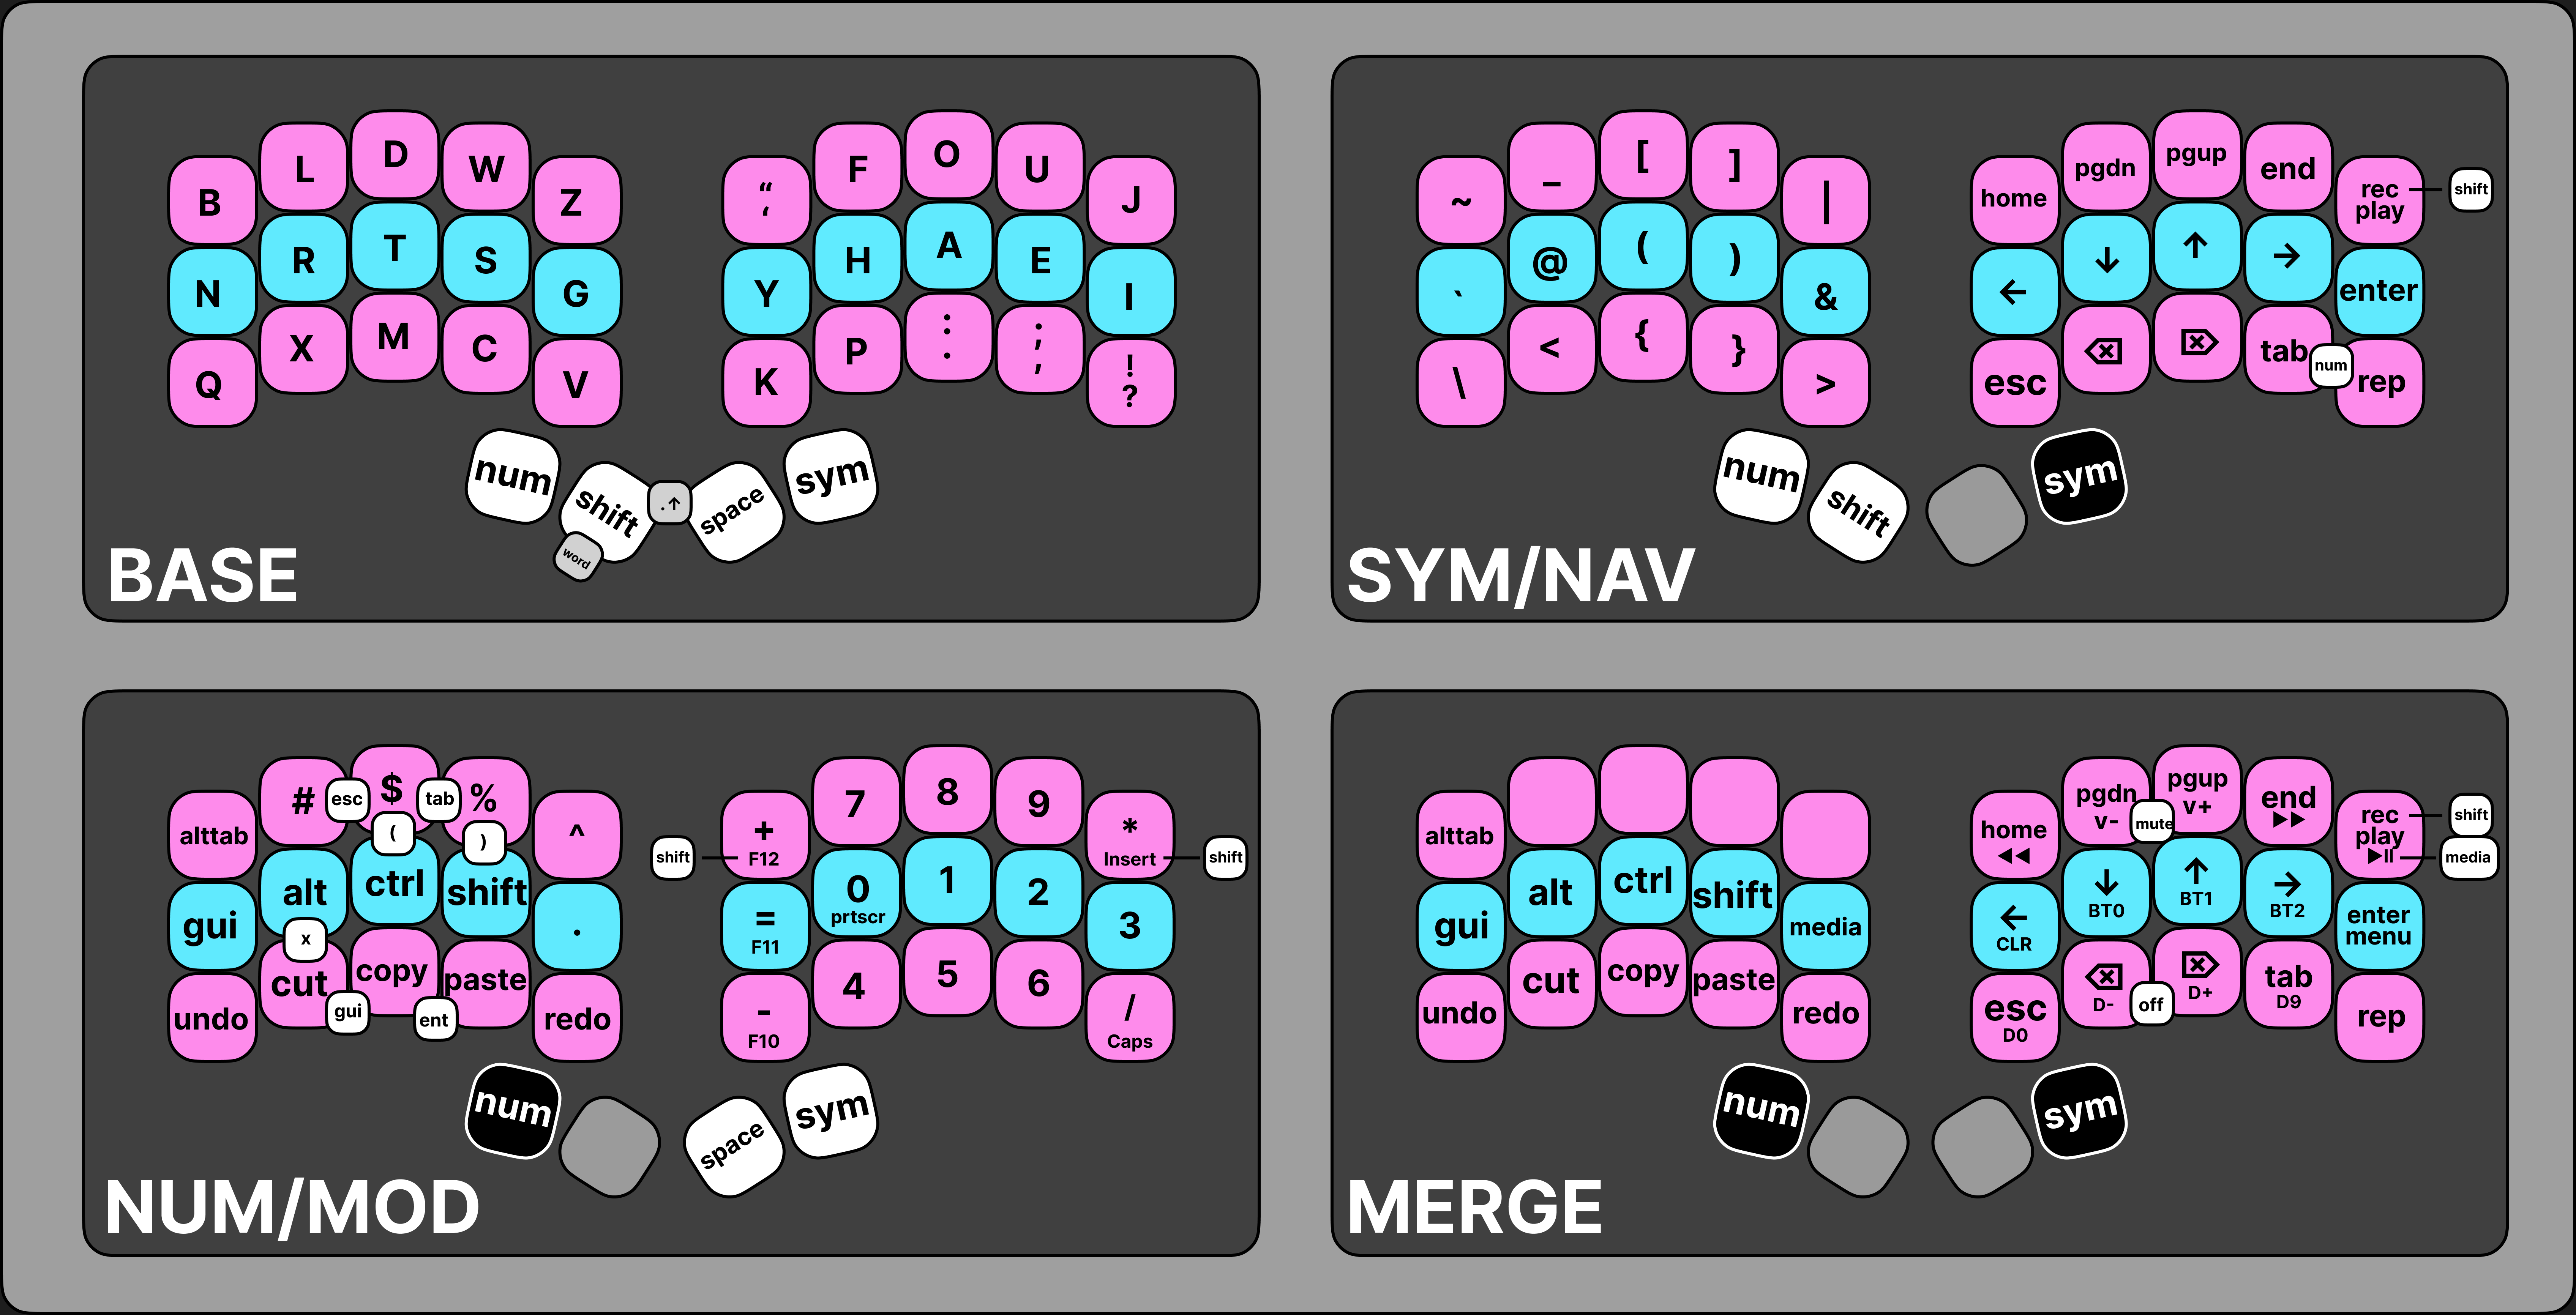 B L D W Z “ F O U J
‘
N R T S G Y H A E I
Q X M C V K P : ; !
. , ?
num shift .↑ space sym
word
BASE
~ _ [ ] | home pgdn pgup end rec shift
play
` @ ( ) & ← ↓ ↑ → enter
\ < { } > esc ⌫ ⌦ tab num rep
num shift sym
SYM/NAV
alttab # esc $ tab % ^ + 7 8 9 *
( ) shift F12 Insert shift
gui alt ctrl shift . = 0 1 2 3
F11 prtscr
x
undo cut copy paste redo - 4 5 6 /
gui ent F10 Caps
num space sym
NUM/MOD
alttab home pgdn pgup end rec shift
◀◀ v- mute v+ ▶▶ play
▶II media
gui alt ctrl shift media ← ↓ ↑ → enter
CLR BT0 BT1 BT2 menu
undo cut copy paste redo esc ⌫ ⌦ tab rep
D0 D- off D+ D9
num sym
MERGE